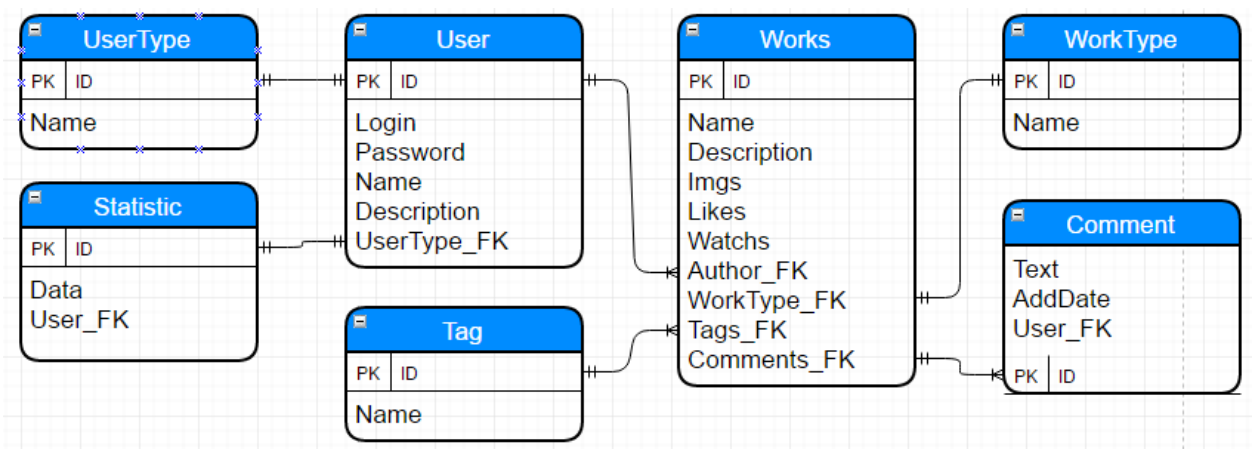 UserType
PK ID
Name
User
PK ID
Login
Password
Name
Description
UserType_FK
Works
PK ID
Name
Description
Imgs
Likes
Watchs
Author_FK
WorkType_FK
Tags_FK
Comments_FK
WorkType
PK ID
Name
Statistic
PK ID
Data
User_FK
Tag
PK ID
Name
Comment
Text
AddDate
User_FK
PK ID